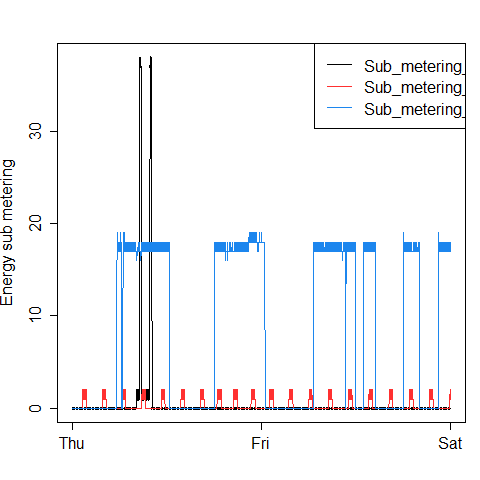 Sub_metering_
Sub_metering_
Sub_metering_
Energy sub metering
30
20
10
0
Thu Fri Sat